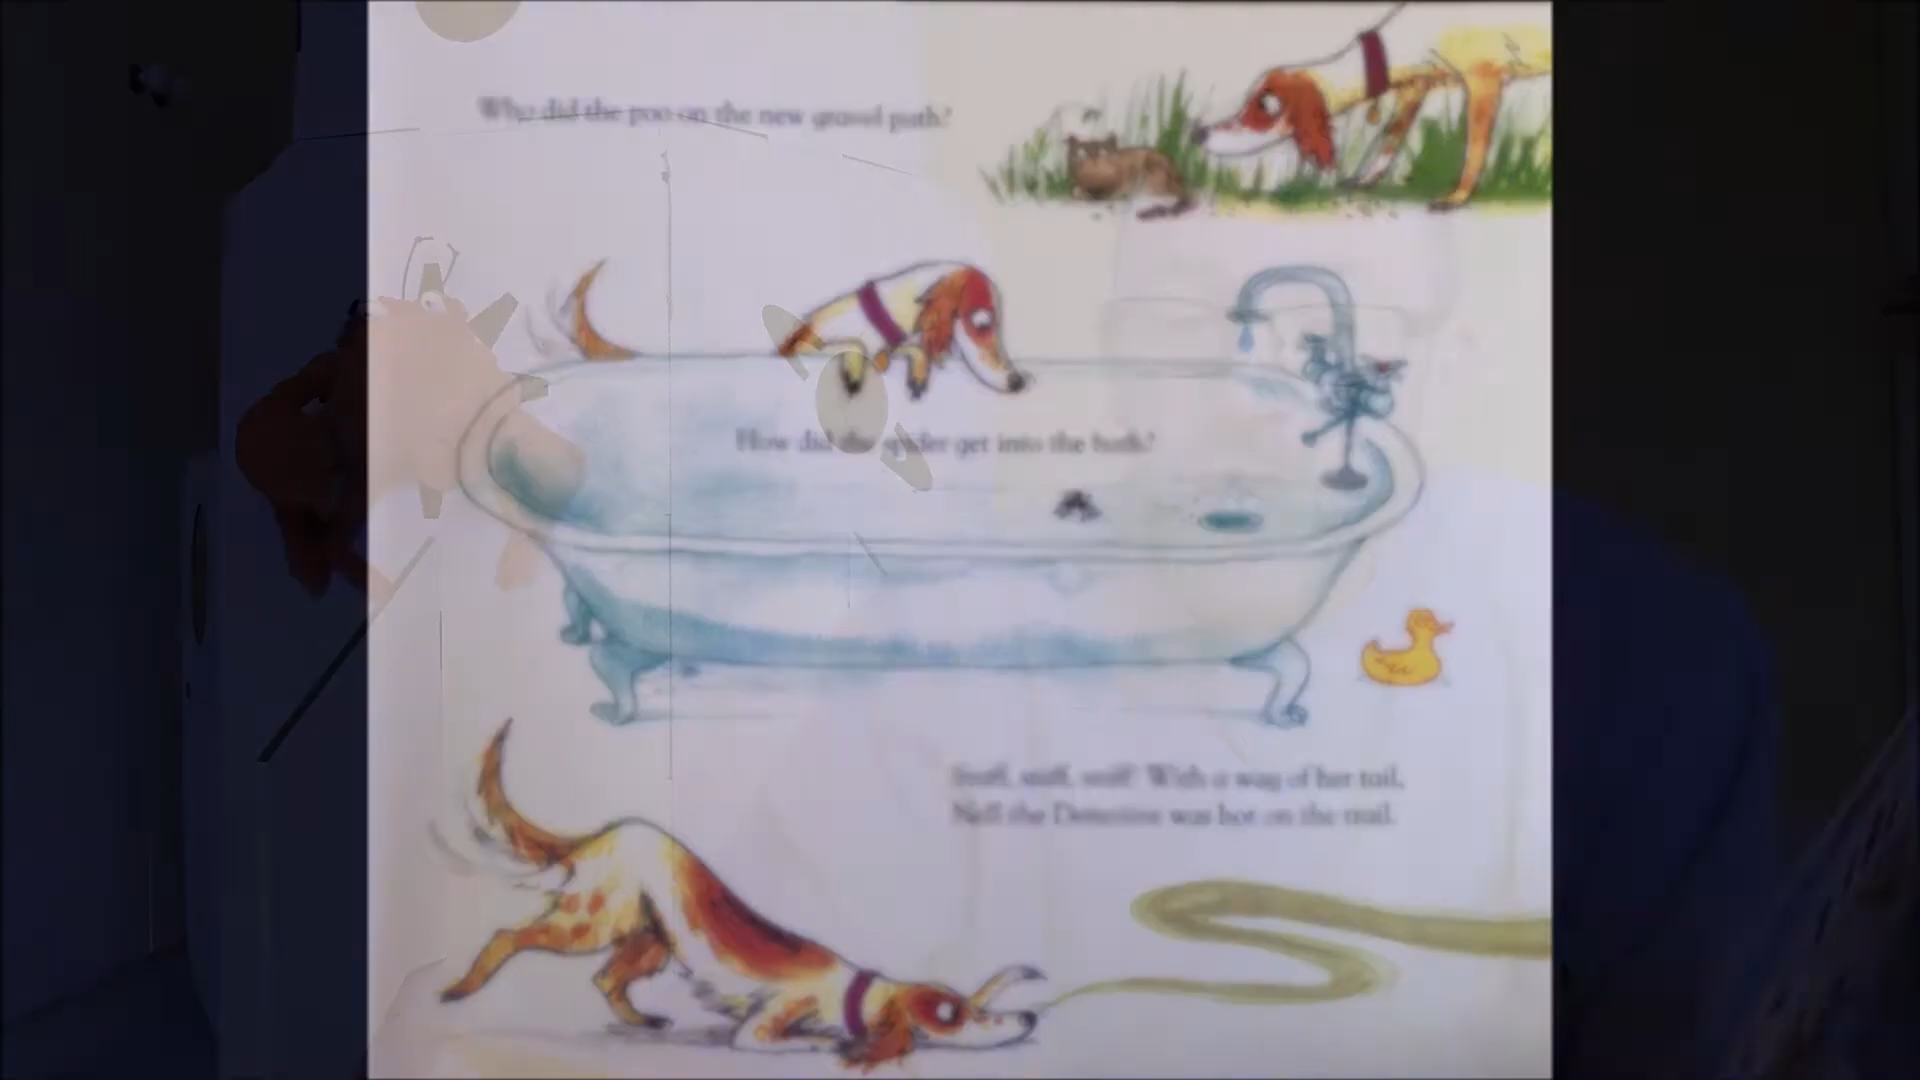 Why did the poo on the new gravel path?
How did the spider get into the bath?
Sniff, sniff, sniff! With a wag of her tail,
Nell the Detective was hot on the trail.